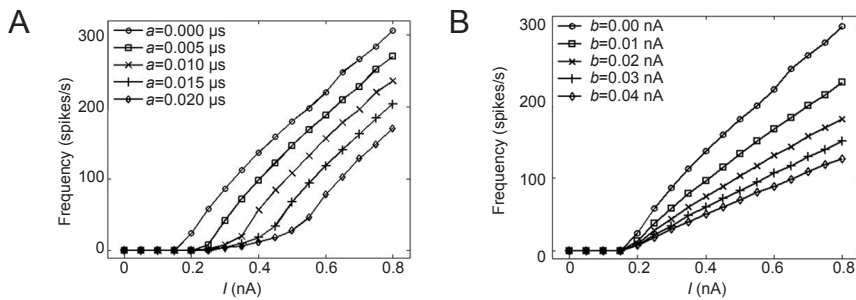 A
a=0.000 µs
a=0.005 µs
a=0.010 µs
a=0.015 µs
a=0.020 µs
300
200
100
0
Frequency (spikes/s)
0 0.2 0.4 0.6 0.8
I (nA)
B
b=0.00 nA
b=0.01 nA
b=0.02 nA
b=0.03 nA
b=0.04 nA
300
200
100
0
Frequency (spikes/s)
0 0.2 0.4 0.6 0.8
I (nA)